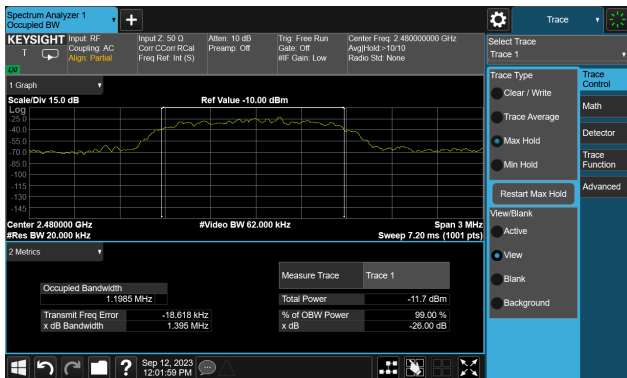 Spectrum Analyzer 1
Occupied BW
Trace
KEYSIGHT
T
LXI
Input: RF
Coupling: AC
Align: Partial
Input Z: 50 Ω
Corr CCorr RCal
Freq Ref: Int (S)
Atten: 10 dB
Preamp: Off
Trig: Free Run
Gate: Off
#IF Gain: Low
Center Freq: 2.480000000 GHz
Avg|Hold:>10/10
Radio Std: None
Select Trace
Trace 1
1 Graph
Scale/Div 15.0 dB
Ref Value -10.00 dBm
Log
-25.0
-40.0
-55.0
-70.0
-85.0
-100
-115
-130
-145
Center 2.480000 GHz
#Video BW 62.000 kHz
Span 3 MHz
#Res BW 20.000 kHz
Sweep 7.20 ms (1001 pts)
Trace Type
Clear / Write
Trace Average
Max Hold
Min Hold
Restart Max Hold
View/Blank
Active
View
Blank
Background
Trace
Control
Math
Detector
Trace
Function
Advanced
2 Metrics
Measure Trace Trace 1
Occupied Bandwidth
1.1985 MHz
Total Power -11.7 dBm
Transmit Freq Error -18.618 kHz
% of OBW Power 99.00 %
x dB Bandwidth 1.395 MHz
x dB -26.00 dB
?
Sep 12, 2023
12:01:59 PM